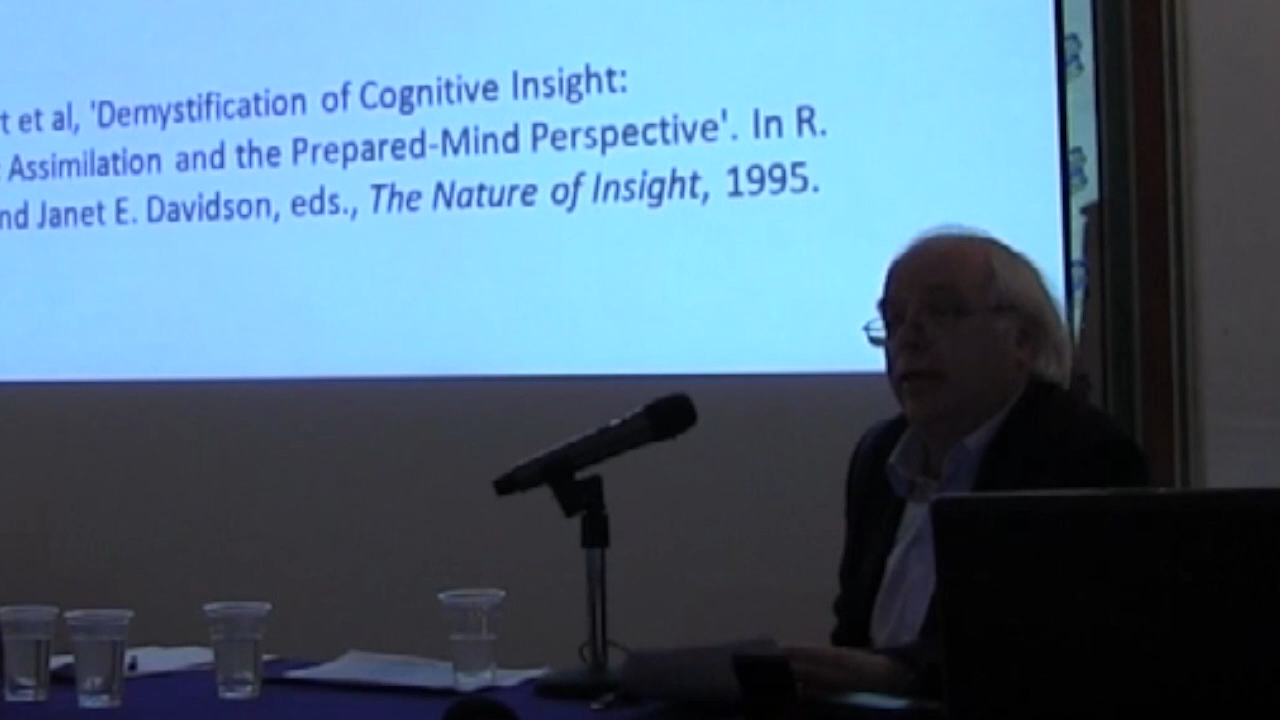 t et al, 'Demystification of Cognitive Insight:
Assimilation and the Prepared-Mind Perspective'. In R.
nd Janet E. Davidson, eds., The Nature of Insight, 1995.